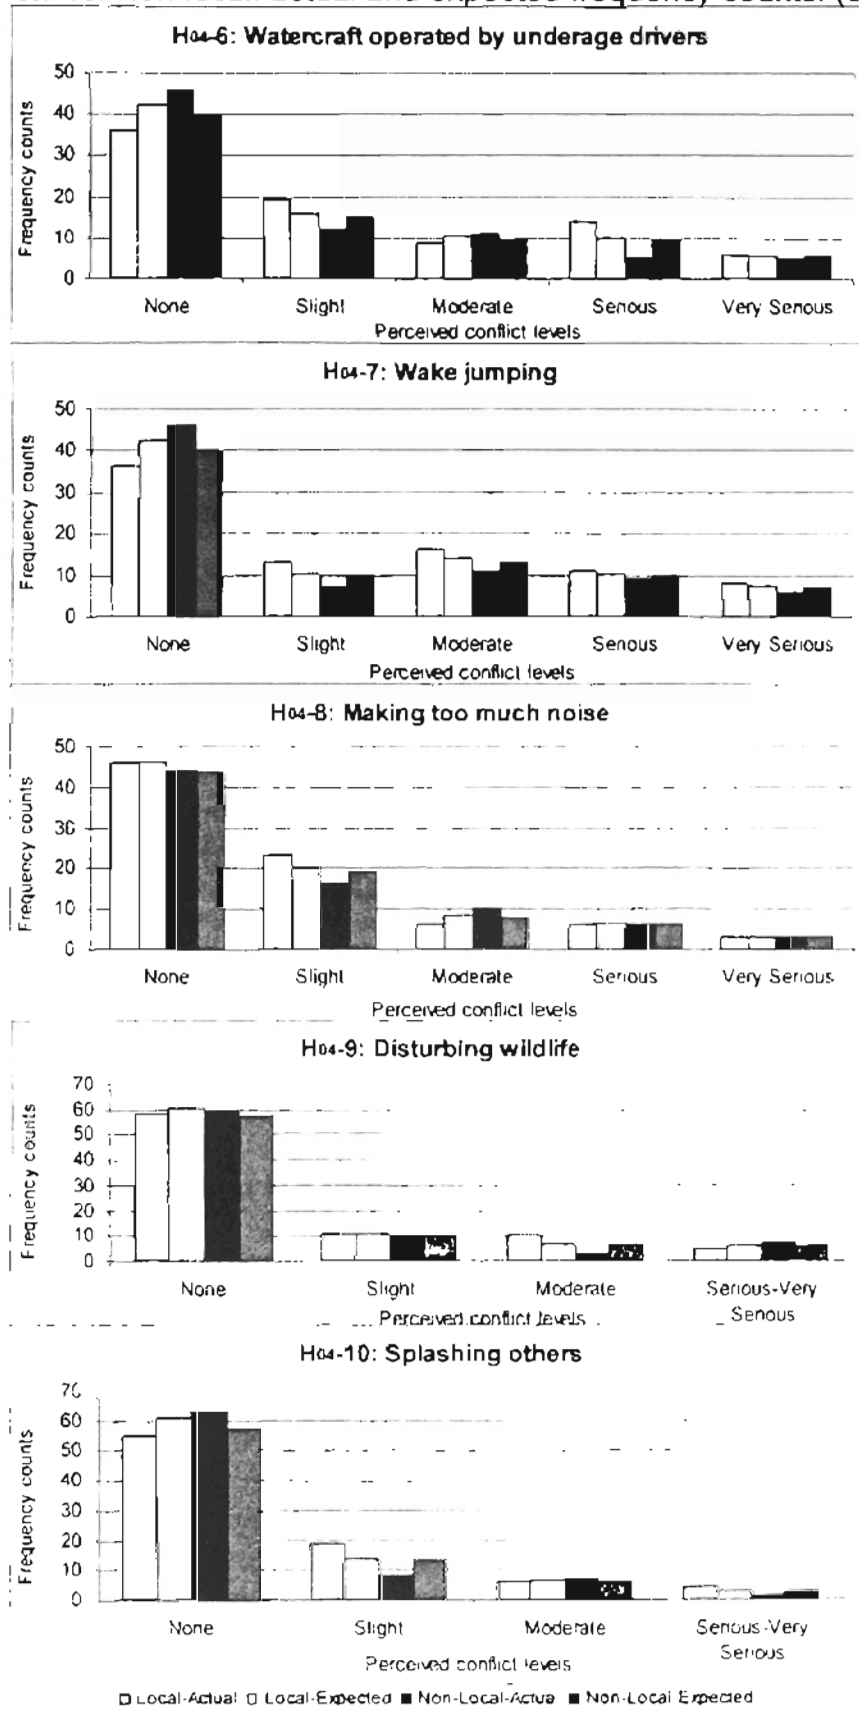 H04-6: Watercraft operated by underage drivers
Frequency counts
50
40
30
20
10
0
None Slight Moderate Serious Very Serious
Perceived conflict levels
H04-7: Wake jumping
Frequency counts
50
40
30
20
10
0
None Slight Moderate Serious Very Serious
Perceived conflict levels
H04-8: Making too much noise
Frequency counts
50
40
30
20
10
0
None Slight Moderate Serious Very Serious
Perceived conflict levels
H04-9: Disturbing wildlife
Frequency counts
70
60
50
40
30
20
10
0
None Slight Moderate Serious-Very
Serious
Perceived conflict levels
H04-10: Splashing others
Frequency counts
70
60
50
40
30
20
10
0
None Slight Moderate Serious-Very
Serious
Perceived conflict levels
Local-Actual Local-Expected Non-Local-Actual Non-Local Expected